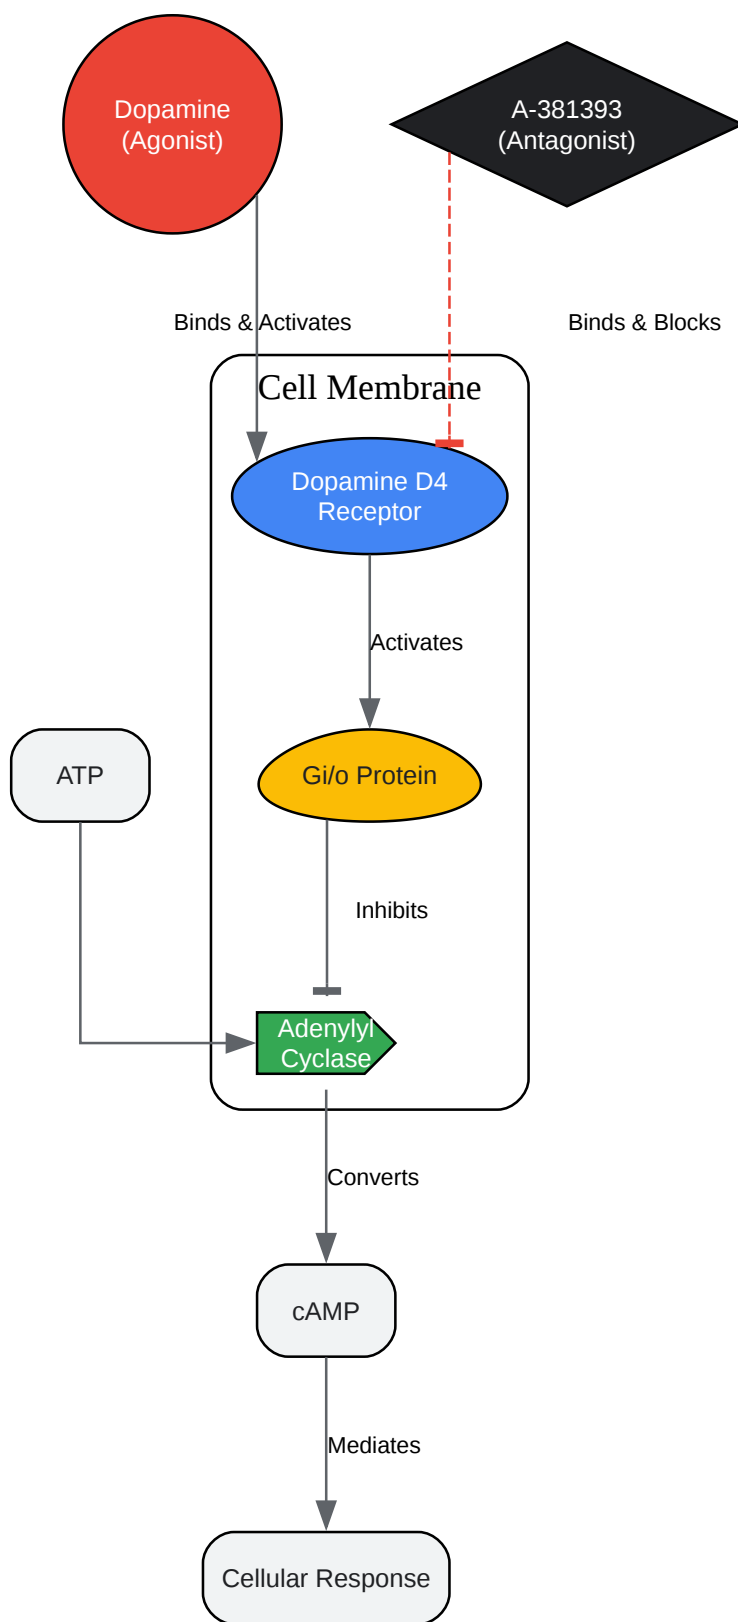 Dopamine
(Agonist)
A-381393
(Antagonist)
Binds & Activates
Binds & Blocks
Cell Membrane
Dopamine D4
Receptor
Activates
ATP
Gi/o Protein
Inhibits
Adenylyl
Cyclase
Converts
cAMP
Mediates
Cellular Response